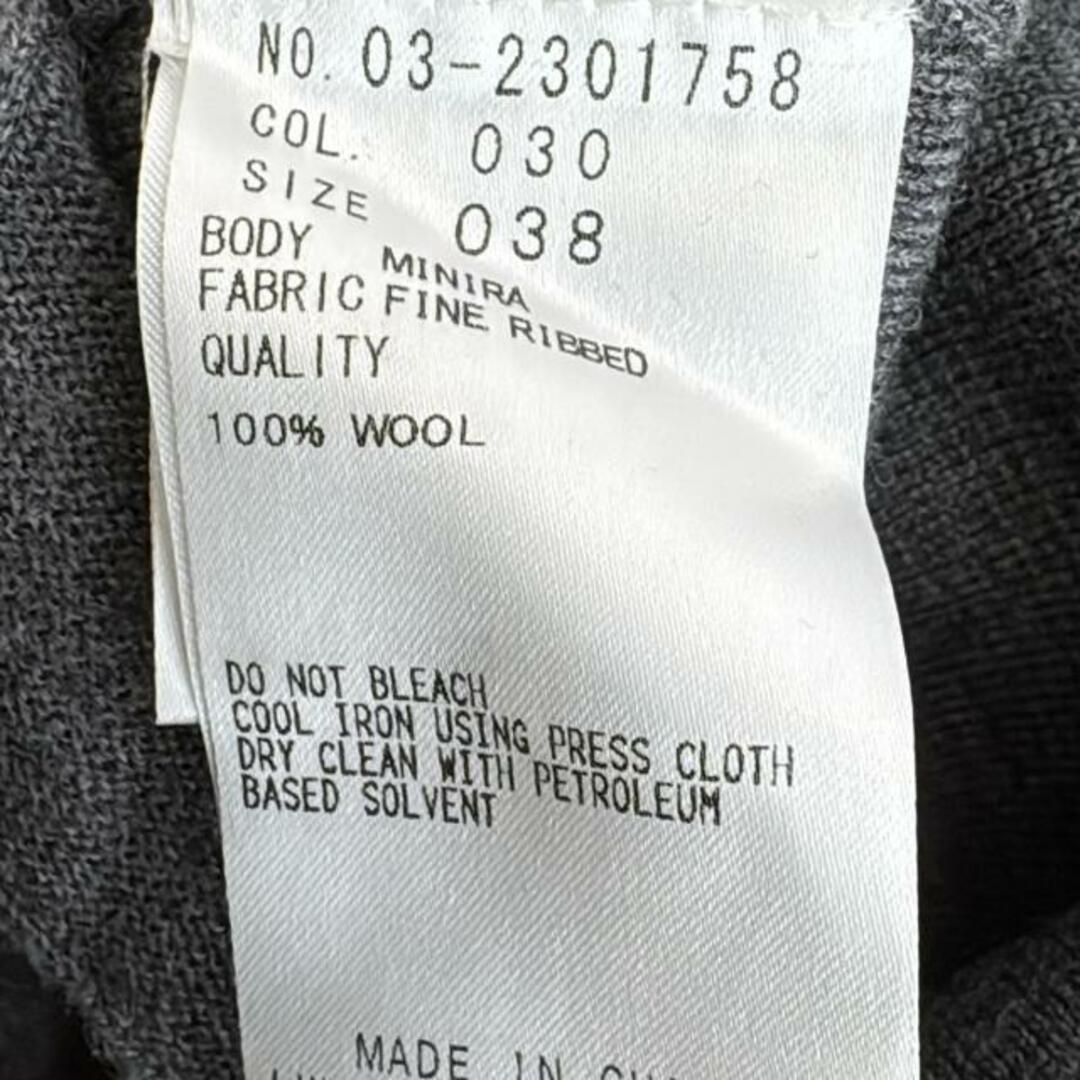 NO. 03-2301758
COL. 030
SIZE 038
BODY MINIRA
FABRIC FINE RIBBED
QUALITY
100% WOOL
DO NOT BLEACH
COOL IRON USING PRESS CLOTH
DRY CLEAN WITH PETROLEUM
BASED SOLVENT
MADE IN